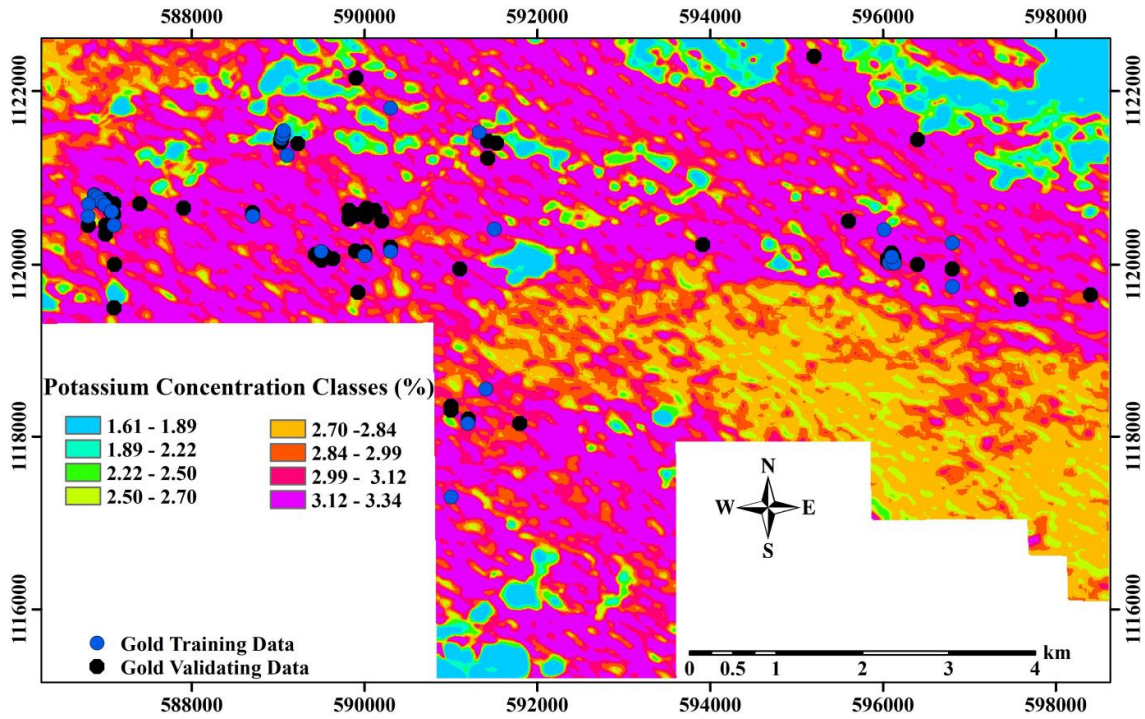 588000 590000 592000 594000 596000 598000
1122000 1122000
1120000 1120000
Potassium Concentration Classes (%)
1.61 - 1.89 2.70 -2.84
1.89 - 2.22 2.84 - 2.99
2.22 - 2.50 2.99 - 3.12
2.50 - 2.70 3.12 - 3.34
1118000 1118000
N
W E
S
1116000 1116000
Gold Training Data
Gold Validating Data
km
0 0.5 1 2 3 4
588000 590000 592000 594000 596000 598000